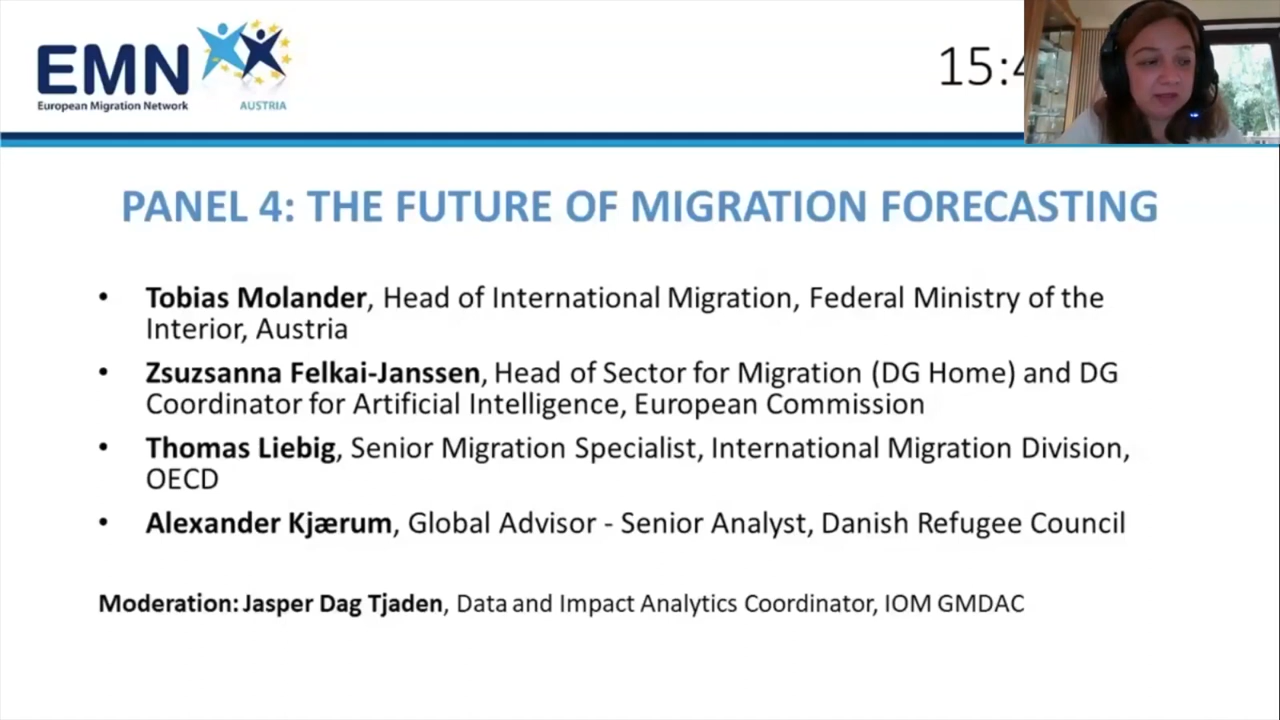 EMN
European Migration Network
AUSTRIA
15:4
PANEL 4: THE FUTURE OF MIGRATION FORECASTING
• Tobias Molander, Head of International Migration, Federal Ministry of the
Interior, Austria
• Zsuzsanna Felkai-Janssen, Head of Sector for Migration (DG Home) and DG
Coordinator for Artificial Intelligence, European Commission
• Thomas Liebig, Senior Migration Specialist, International Migration Division,
OECD
• Alexander Kjærum, Global Advisor - Senior Analyst, Danish Refugee Council
Moderation: Jasper Dag Tjaden, Data and Impact Analytics Coordinator, IOM GMDAC